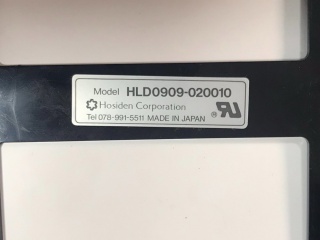 Model HLD0909-020010
Hosiden Corporation
Tel 078-991-5511 MADE IN JAPAN